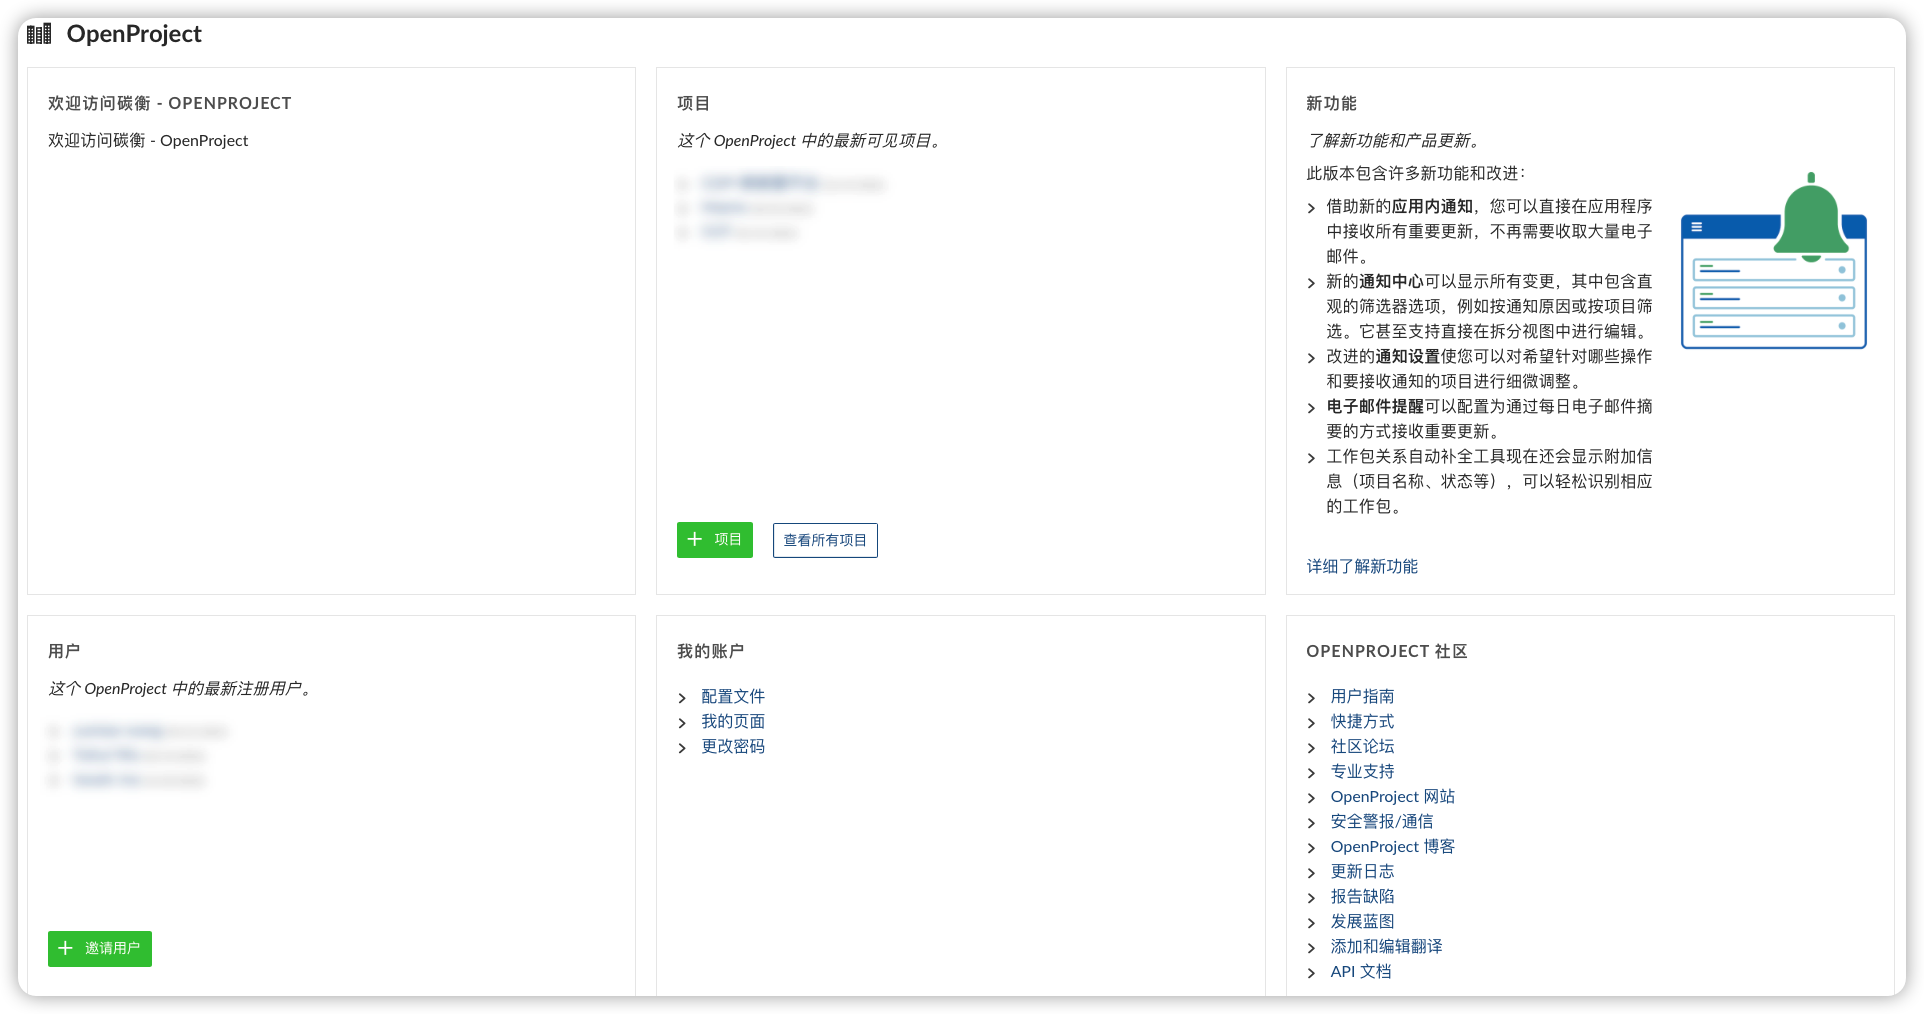 OpenProject
欢迎访问碳衡 - OPENPROJECT
欢迎访问碳衡 - OpenProject
项目
这个 OpenProject 中的最新可见项目。
+ 项目
查看所有项目
新功能
了解新功能和产品更新。
此版本包含许多新功能和改进：
借助新的应用内通知，您可以直接在应用程序
中接收所有重要更新，不再需要收取大量电子
邮件。
新的通知中心可以显示所有变更，其中包含直
观的筛选器选项，例如按通知原因或按项目筛
选。它甚至支持直接在拆分视图中进行编辑。
改进的通知设置使您可以对希望针对哪些操作
和要接收通知的项目进行细微调整。
电子邮件提醒可以配置为通过每日电子邮件摘
要的方式接收重要更新。
工作包关系自动补全工具现在还会显示附加信
息（项目名称、状态等），可以轻松识别相应
的工作包。
详细了解新功能
用户
这个 OpenProject 中的最新注册用户。
+ 邀请用户
我的账户
配置文件
我的页面
更改密码
OPENPROJECT 社区
用户指南
快捷方式
社区论坛
专业支持
OpenProject 网站
安全警报/通信
OpenProject 博客
更新日志
报告缺陷
发展蓝图
添加和编辑翻译
API 文档